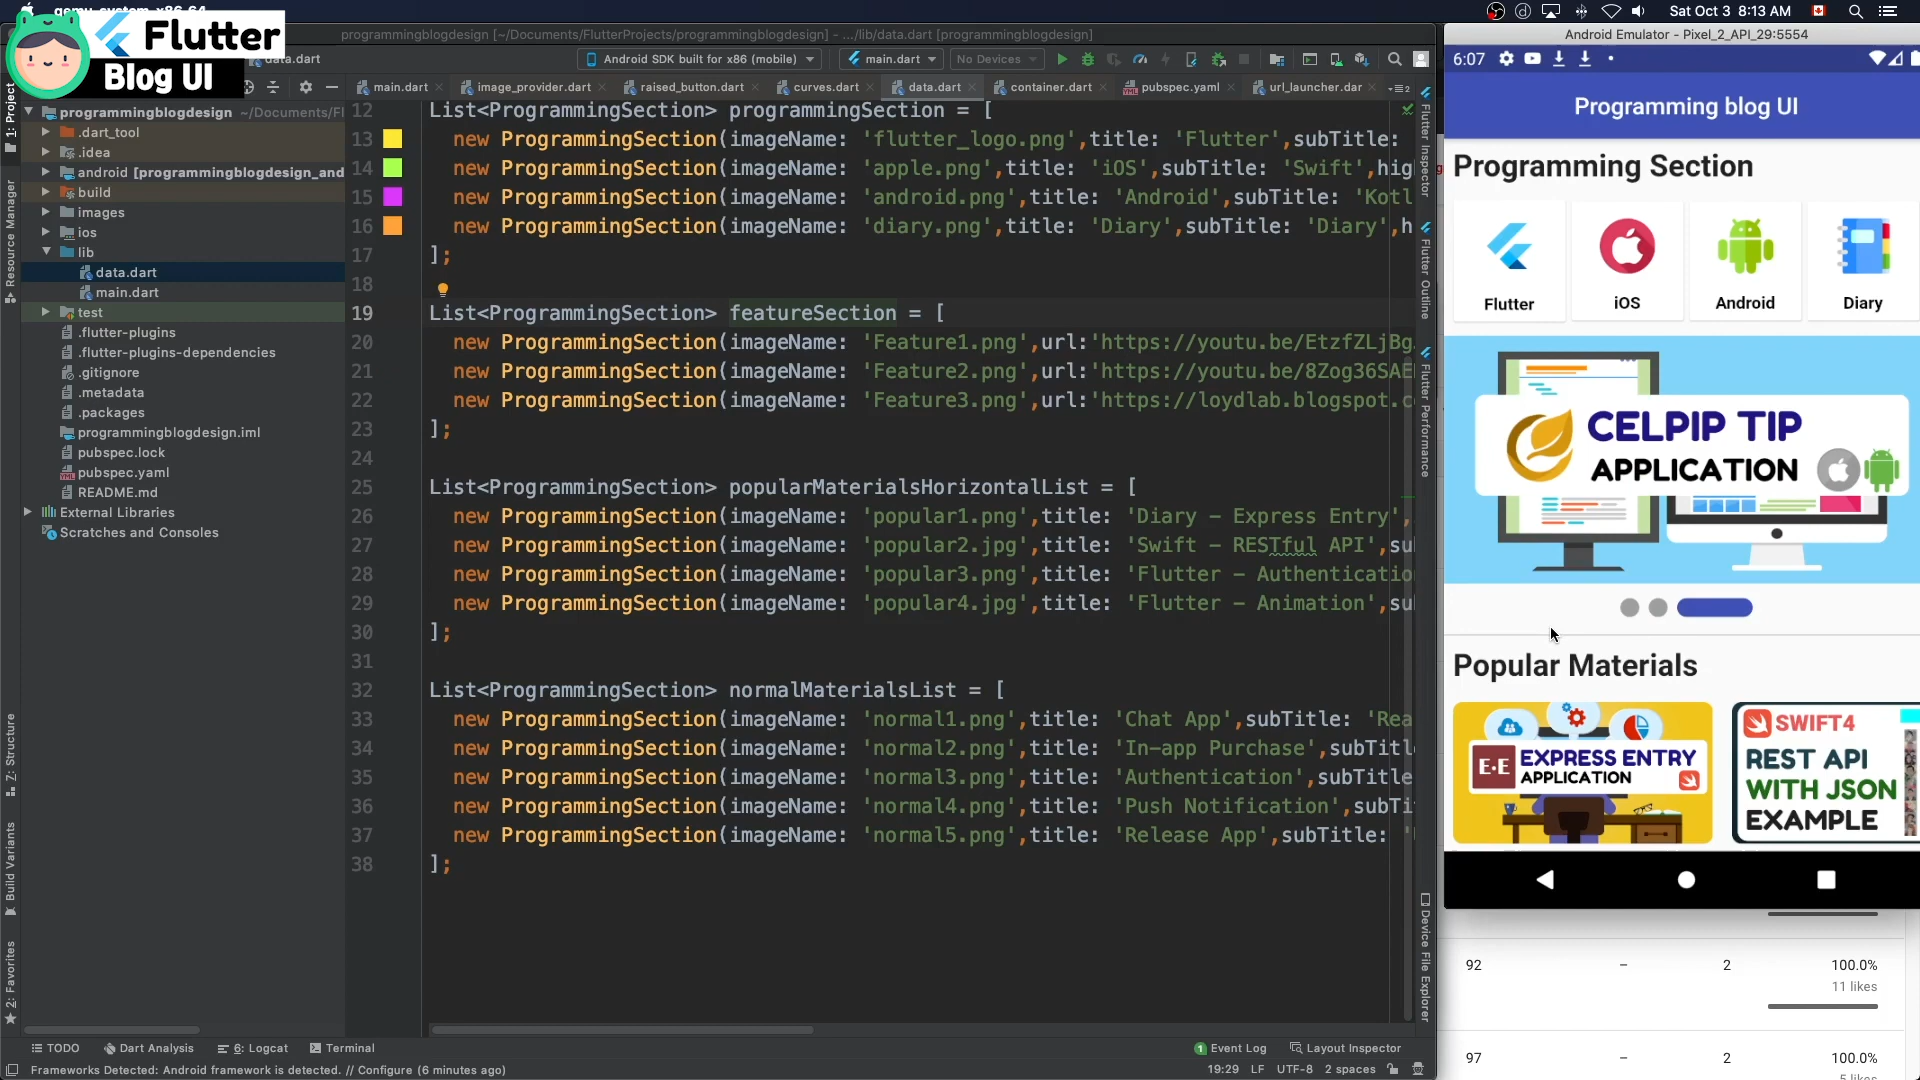 qemu-system-x86_64
Sat Oct 3 8:13 AM
Flutter
Blog UI
programmingblogdesign [~/Documents/FlutterProjects/programmingblogdesign] - .../lib/data.dart [programmingblogdesign]
data.dart
Android SDK built for x86 (mobile)
main.dart
No Devices
main.dart
image_provider.dart
raised_button.dart
curves.dart
data.dart
container.dart
pubspec.yaml
url_launcher.dar
1: Project
Resource Manager
Z: Structure
Build Variants
2: Favorites
programmingblogdesign ~/Documents/Fl
.dart_tool
.idea
android [programmingblogdesign_and
build
images
ios
lib
data.dart
main.dart
test
.flutter-plugins
.flutter-plugins-dependencies
.gitignore
.metadata
.packages
programmingblogdesign.iml
pubspec.lock
pubspec.yaml
README.md
External Libraries
Scratches and Consoles
12 List<ProgrammingSection> programmingSection = [
13 new ProgrammingSection(imageName: 'flutter_logo.png',title: 'Flutter',subTitle:
14 new ProgrammingSection(imageName: 'apple.png',title: 'iOS',subTitle: 'Swift',hig
15 new ProgrammingSection(imageName: 'android.png',title: 'Android',subTitle: 'Kotl
16 new ProgrammingSection(imageName: 'diary.png',title: 'Diary',subTitle: 'Diary',h
17 ];
18
19 List<ProgrammingSection> featureSection = [
20 new ProgrammingSection(imageName: 'Feature1.png',url:'https://youtu.be/EtzfZLjBg
21 new ProgrammingSection(imageName: 'Feature2.png',url:'https://youtu.be/8Zog36SAE
22 new ProgrammingSection(imageName: 'Feature3.png',url:'https://loydlab.blogspot.c
23 ];
24
25 List<ProgrammingSection> popularMaterialsHorizontalList = [
26 new ProgrammingSection(imageName: 'popular1.png',title: 'Diary – Express Entry',
27 new ProgrammingSection(imageName: 'popular2.jpg',title: 'Swift – RESTful API',su
28 new ProgrammingSection(imageName: 'popular3.png',title: 'Flutter – Authenticatio
29 new ProgrammingSection(imageName: 'popular4.jpg',title: 'Flutter – Animation',su
30 ];
31
32 List<ProgrammingSection> normalMaterialsList = [
33 new ProgrammingSection(imageName: 'normal1.png',title: 'Chat App',subTitle: 'Rea
34 new ProgrammingSection(imageName: 'normal2.png',title: 'In-app Purchase',subTitl
35 new ProgrammingSection(imageName: 'normal3.png',title: 'Authentication',subTitle
36 new ProgrammingSection(imageName: 'normal4.png',title: 'Push Notification',subTi
37 new ProgrammingSection(imageName: 'normal5.png',title: 'Release App',subTitle: '
38 ];
Flutter Inspector
Flutter Outline
Flutter Performance
Device File Explorer
Android Emulator - Pixel_2_API_29:5554
6:07
Programming blog UI
Programming Section
Flutter
iOS
Android
Diary
CELPIP TIP
APPLICATION
Popular Materials
E·E EXPRESS ENTRY
APPLICATION
SWIFT4
REST API
WITH JSON
EXAMPLE
92 – 2 100.0%
11 likes
97 – 2 100.0%
5 likes
TODO
Dart Analysis
6: Logcat
Terminal
1 Event Log
Layout Inspector
Frameworks Detected: Android framework is detected. // Configure (6 minutes ago)
19:29 LF UTF-8 2 spaces